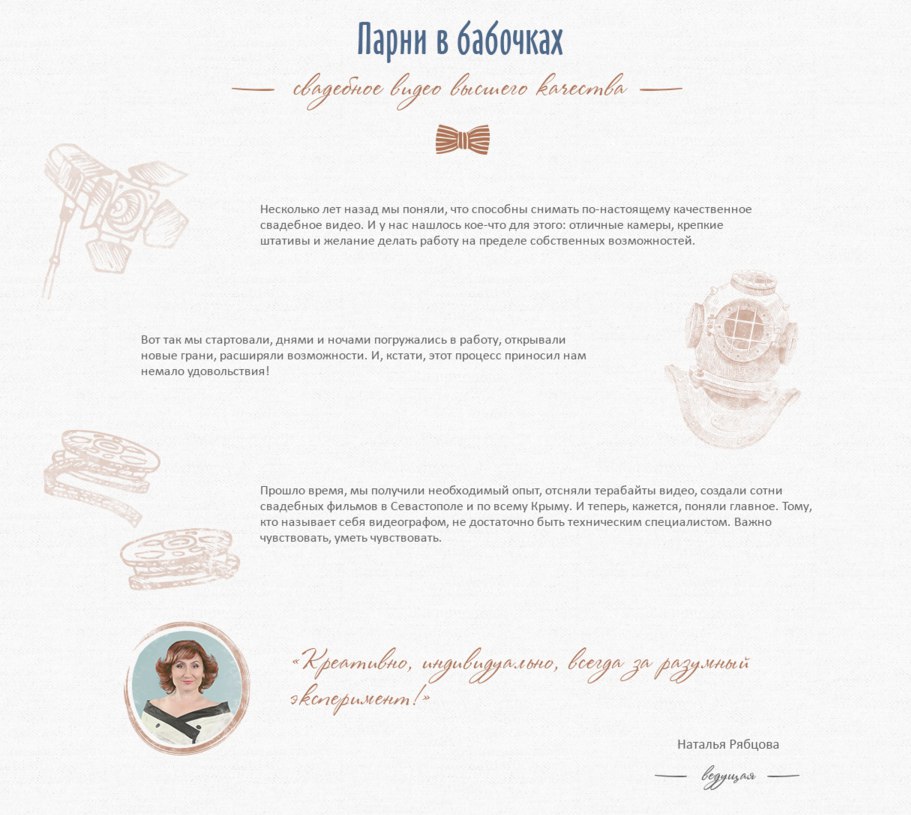 Парни в бабочках
свадебное видео высшего качества
Несколько лет назад мы поняли, что способны снимать по-настоящему качественное
свадебное видео. И у нас нашлось кое-что для этого: отличные камеры, крепкие
штативы и желание делать работу на пределе собственных возможностей.
Вот так мы стартовали, днями и ночами погружались в работу, открывали
новые грани, расширяли возможности. И, кстати, этот процесс приносил нам
немало удовольствия!
Прошло время, мы получили необходимый опыт, отсняли терабайты видео, создали сотни
свадебных фильмов в Севастополе и по всему Крыму. И теперь, кажется, поняли главное. Тому,
кто называет себя видеографом, не достаточно быть техническим специалистом. Важно
чувствовать, уметь чувствовать.
«Креативно, индивидуально, всегда за разумный
эксперимент!»
Наталья Рябцова
ведущая